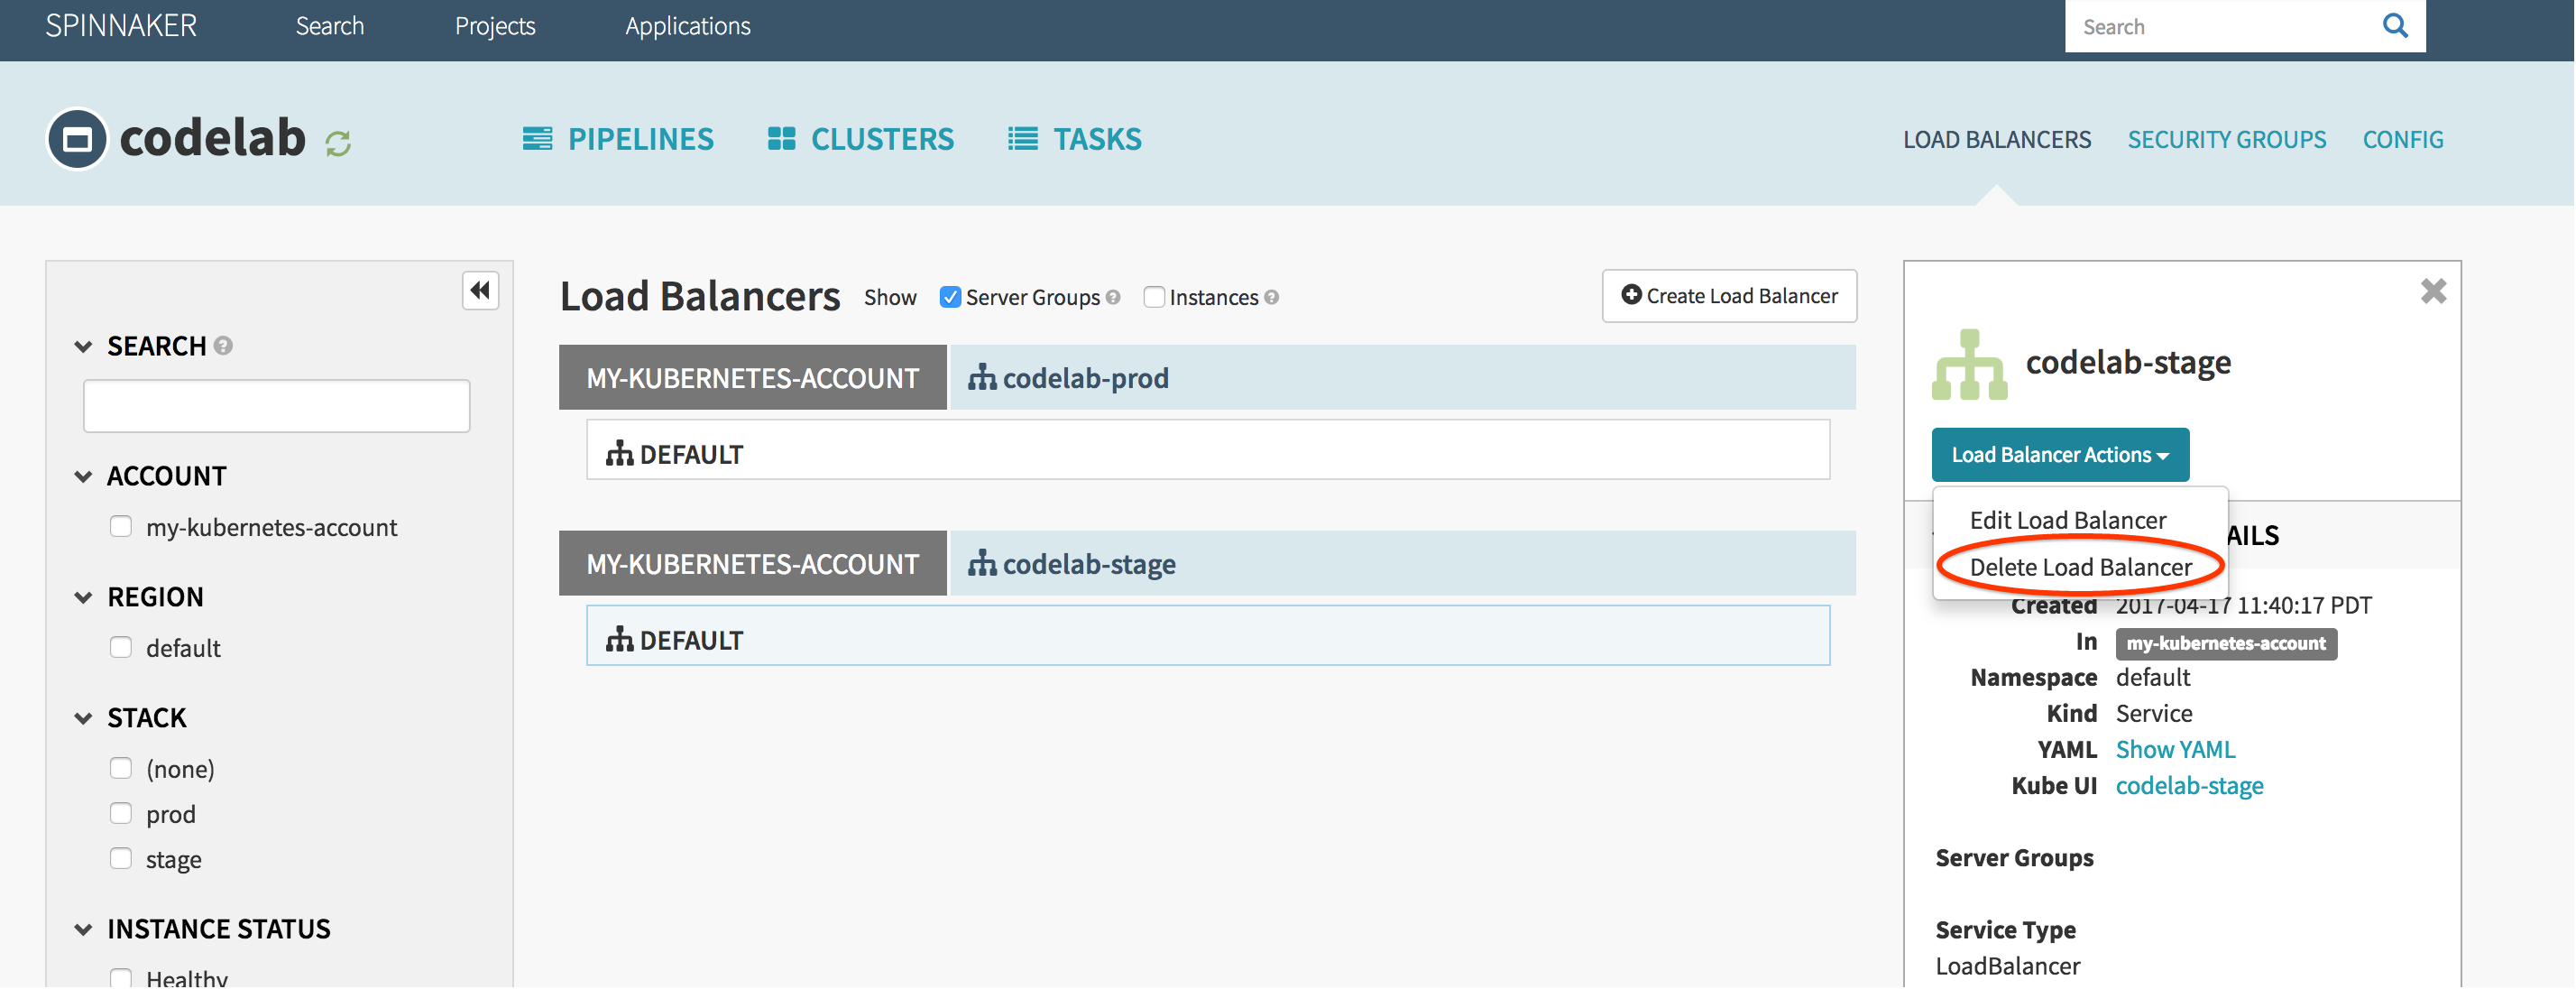 SPINNAKER Search Projects Applications Search
codelab PIPELINES CLUSTERS TASKS LOAD BALANCERS SECURITY GROUPS CONFIG
SEARCH ?
ACCOUNT
my-kubernetes-account
REGION
default
STACK
(none)
prod
stage
INSTANCE STATUS
Healthy
Load Balancers Show Server Groups ? Instances ? Create Load Balancer
MY-KUBERNETES-ACCOUNT codelab-prod
DEFAULT
MY-KUBERNETES-ACCOUNT codelab-stage
DEFAULT
codelab-stage
Load Balancer Actions
Edit Load Balancer
AILS
Delete Load Balancer
Created 2017-04-17 11:40:17 PDT
In my-kubernetes-account
Namespace default
Kind Service
YAML Show YAML
Kube UI codelab-stage
Server Groups
Service Type
LoadBalancer